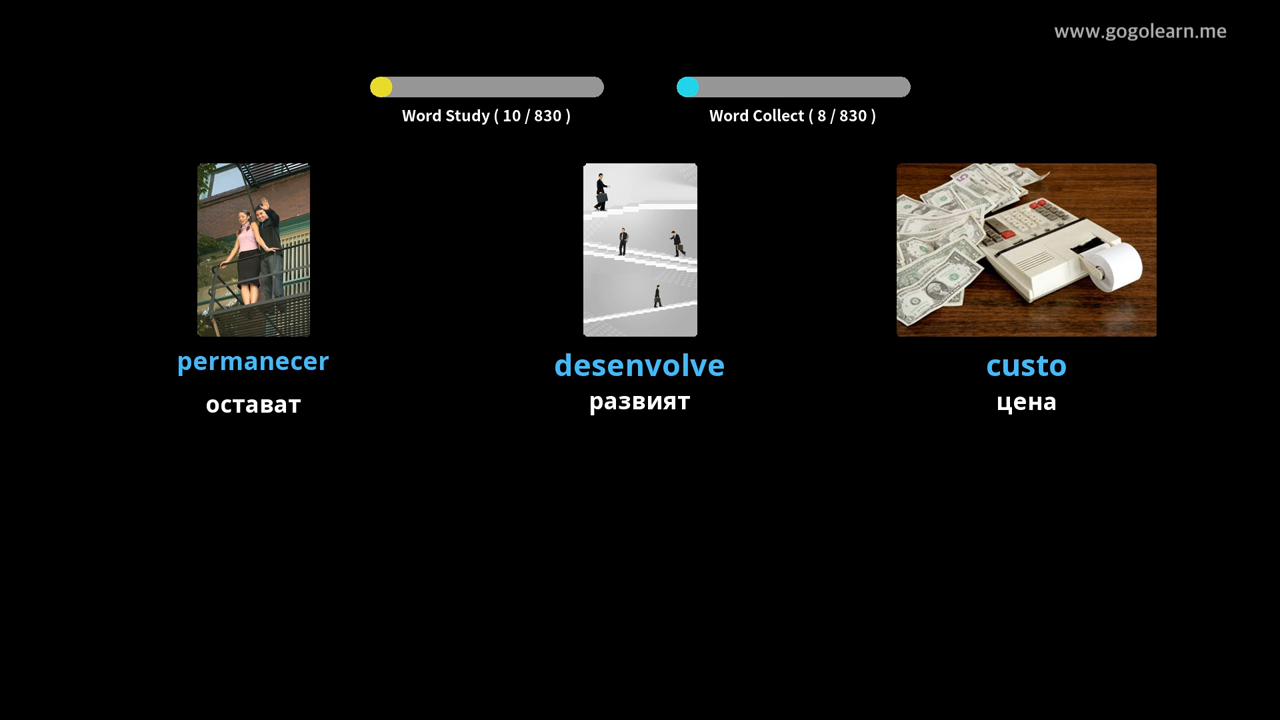 www.gogolearn.me
Word Study ( 10 / 830 )
Word Collect ( 8 / 830 )
permanecer
остават
desenvolve
развият
custo
цена